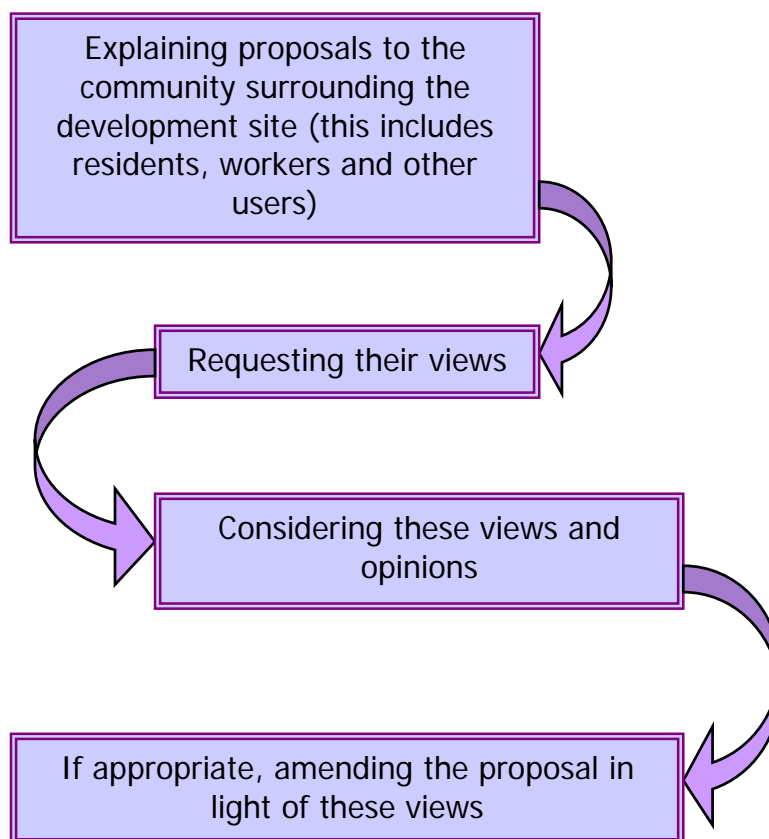 Explaining proposals to the
community surrounding the
development site (this includes
residents, workers and other
users)
Requesting their views
Considering these views and
opinions
If appropriate, amending the proposal in
light of these views